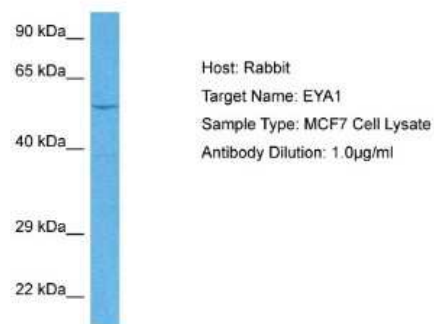 90 kDa
65 kDa
40 kDa
29 kDa
22 kDa
Host: Rabbit
Target Name: EYA1
Sample Type: MCF7 Cell Lysate
Antibody Dilution: 1.0µg/ml